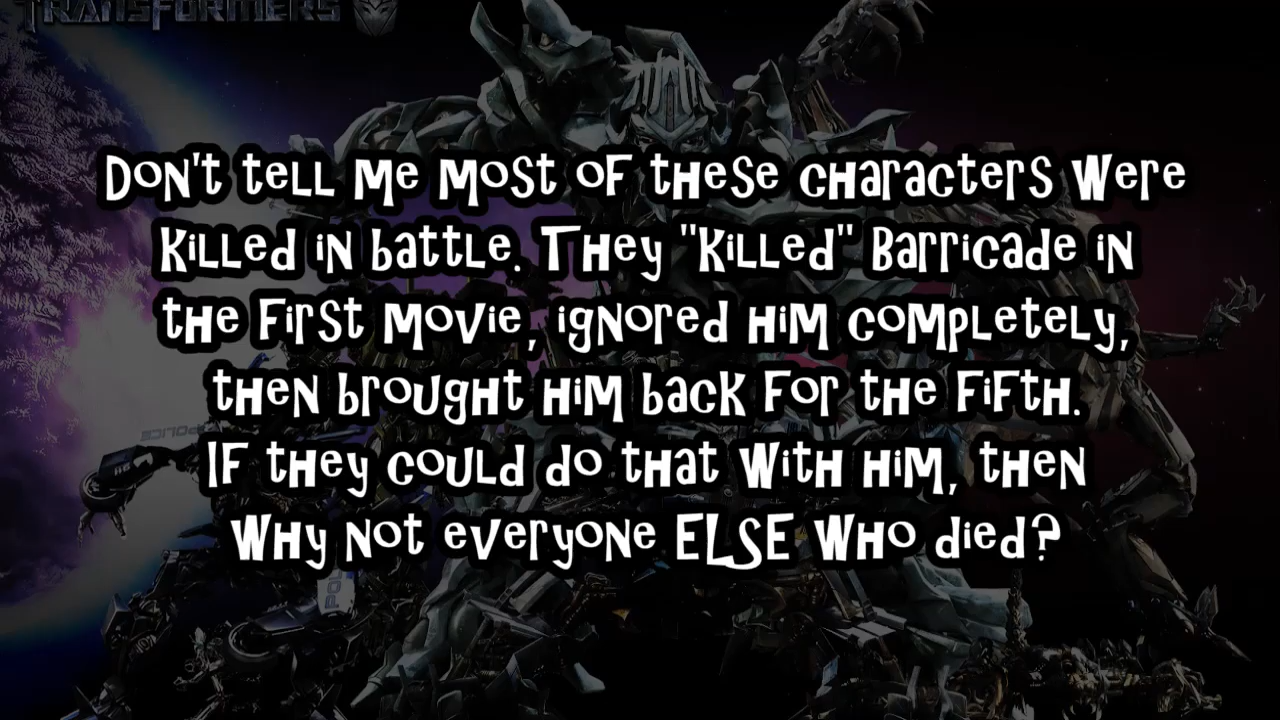 TRANSFORMERS
Don't tell me most of these characters were
killed in battle. They "killed" Barricade in
the first movie, ignored him completely,
then brought him back for the fifth.
If they could do that with him, then
why not everyone ELSE who died?
POLICE